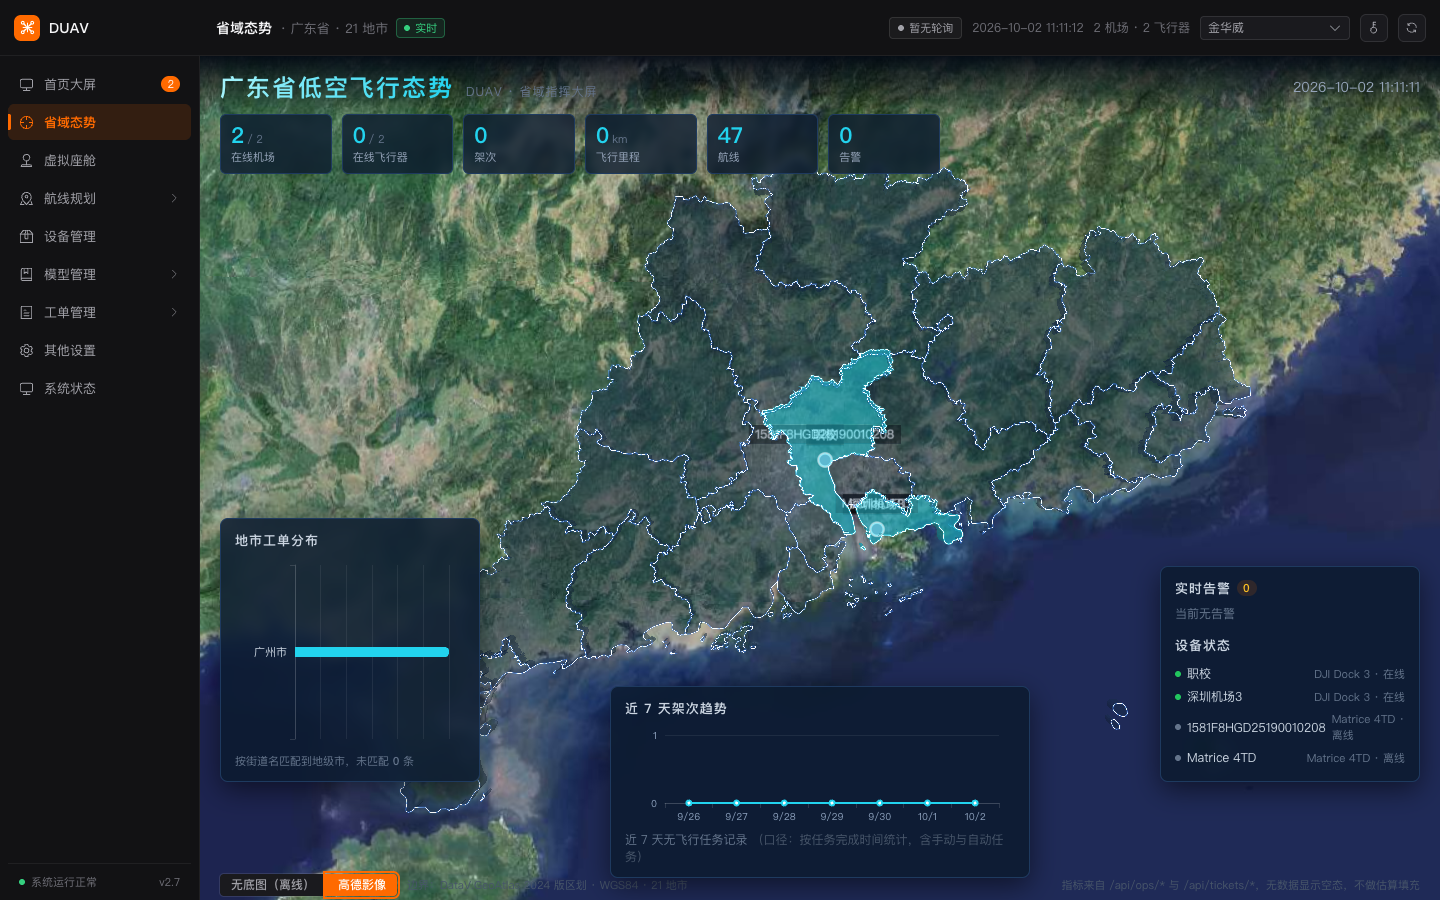 DUAV
省域态势 · 广东省 · 21 地市 实时
暂无轮询 2026-10-02 11:11:12 2 机场 · 2 飞行器 金华威
首页大屏 2
省域态势
虚拟座舱
航线规划
设备管理
模型管理
工单管理
其他设置
系统状态
系统运行正常 v2.7
广东省低空飞行态势 DUAV · 省域指挥大屏
2026-10-02 11:11:11
2 / 2
在线机场
0 / 2
在线飞行器
0
架次
0 km
飞行里程
47
航线
0
告警
地市工单分布
广州市
按街道名匹配到地级市，未匹配 0 条
近 7 天架次趋势
1
0
9/26 9/27 9/28 9/29 9/30 10/1 10/2
近 7 天无飞行任务记录 （口径：按任务完成时间统计，含手动与自动任
务）
实时告警 0
当前无告警
设备状态
职校 DJI Dock 3 · 在线
深圳机场3 DJI Dock 3 · 在线
1581F8HGD25190010208 Matrice 4TD ·
离线
Matrice 4TD Matrice 4TD · 离线
无底图（离线） 高德影像
2024 版区划 · WGS84 · 21 地市
指标来自 /api/ops/* 与 /api/tickets/*，无数据显示空态，不做估算填充